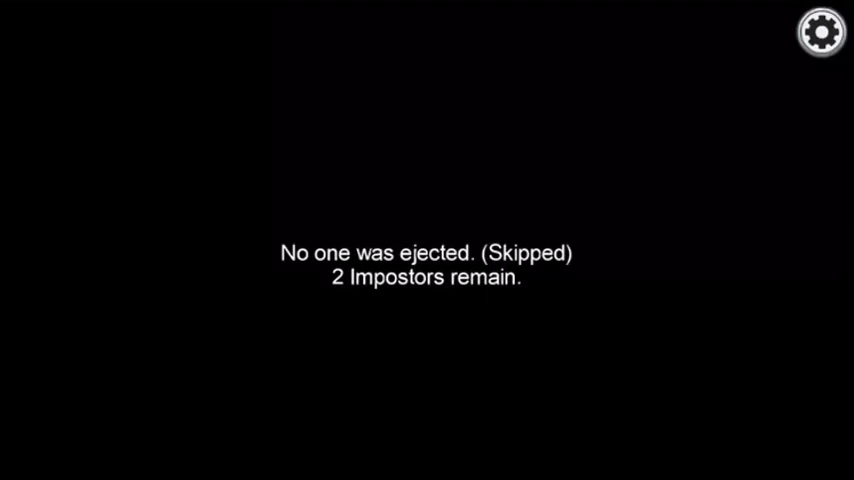 No one was ejected. (Skipped)
2 Impostors remain.